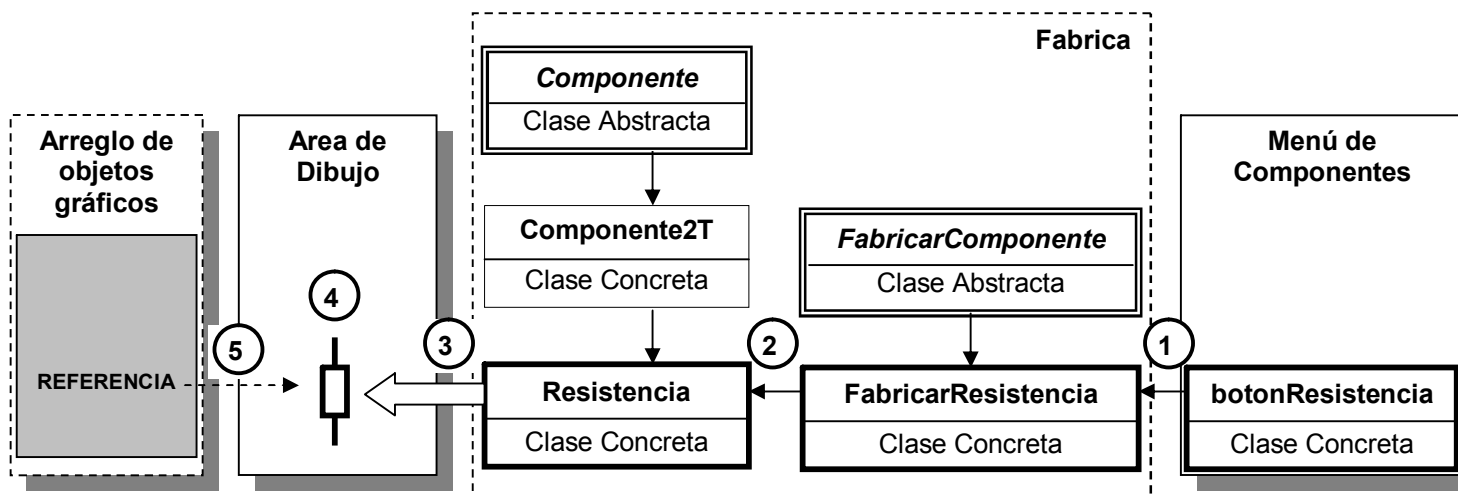 Fabrica
Componente
Clase Abstracta
Arreglo de
objetos
gráficos
Area de
Dibujo
Menú de
Componentes
Componente2T
Clase Concreta
FabricarComponente
Clase Abstracta
4
5
3
2
1
REFERENCIA
Resistencia
Clase Concreta
FabricarResistencia
Clase Concreta
botonResistencia
Clase Concreta